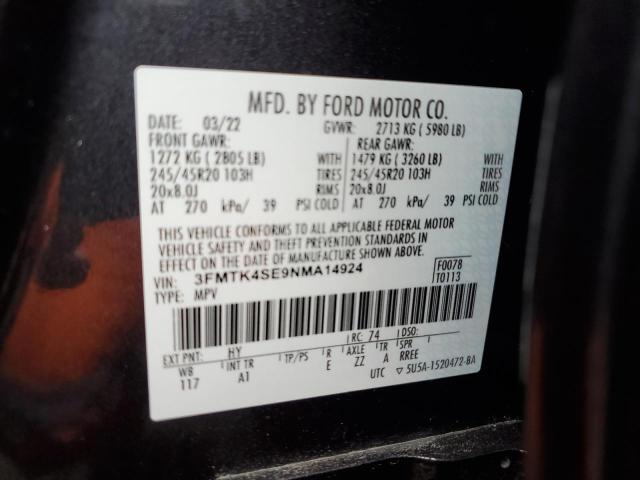 MFD. BY FORD MOTOR CO.
DATE: 03/22 GVWR: 2713 KG ( 5980 LB)
FRONT GAWR: REAR GAWR:
1272 KG ( 2805 LB) WITH 1479 KG ( 3260 LB) WITH
245/45R20 103H TIRES 245/45R20 103H TIRES
20x8.0J RIMS 20x8.0J RIMS
AT 270 kPa/ 39 PSI COLD AT 270 kPa/ 39 PSI COLD
THIS VEHICLE CONFORMS TO ALL APPLICABLE FEDERAL MOTOR
VEHICLE SAFETY AND THEFT PREVENTION STANDARDS IN
EFFECT ON THE DATE OF MANUFACTURE SHOWN ABOVE.
VIN: 3FMTK4SE9NMA14924 F0078
TYPE: MPV T0113
EXT PNT: HY RC: 74 DSO:
WB INT TR TP/PS R AXLE TR SPR
117 A1 E ZZ A RREE
UTC ▽ 5U5A-1520472-BA